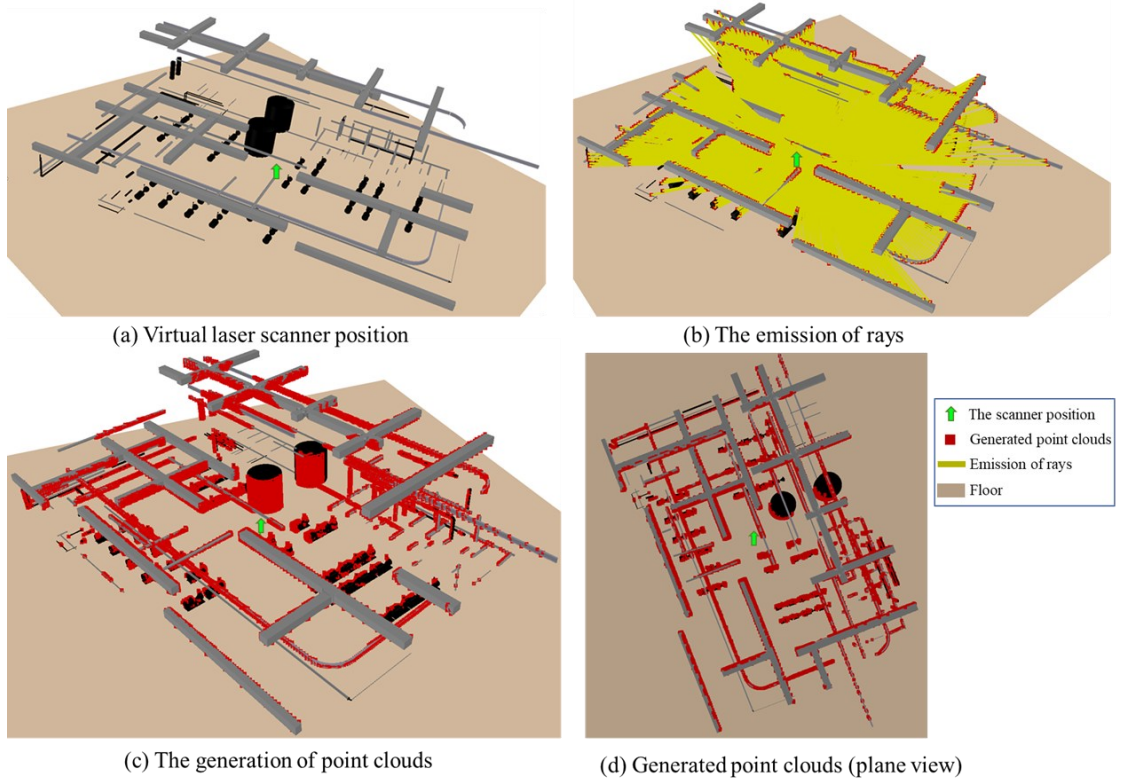 (a) Virtual laser scanner position
(b) The emission of rays
The scanner position
Generated point clouds
Emission of rays
Floor
(c) The generation of point clouds
(d) Generated point clouds (plane view)